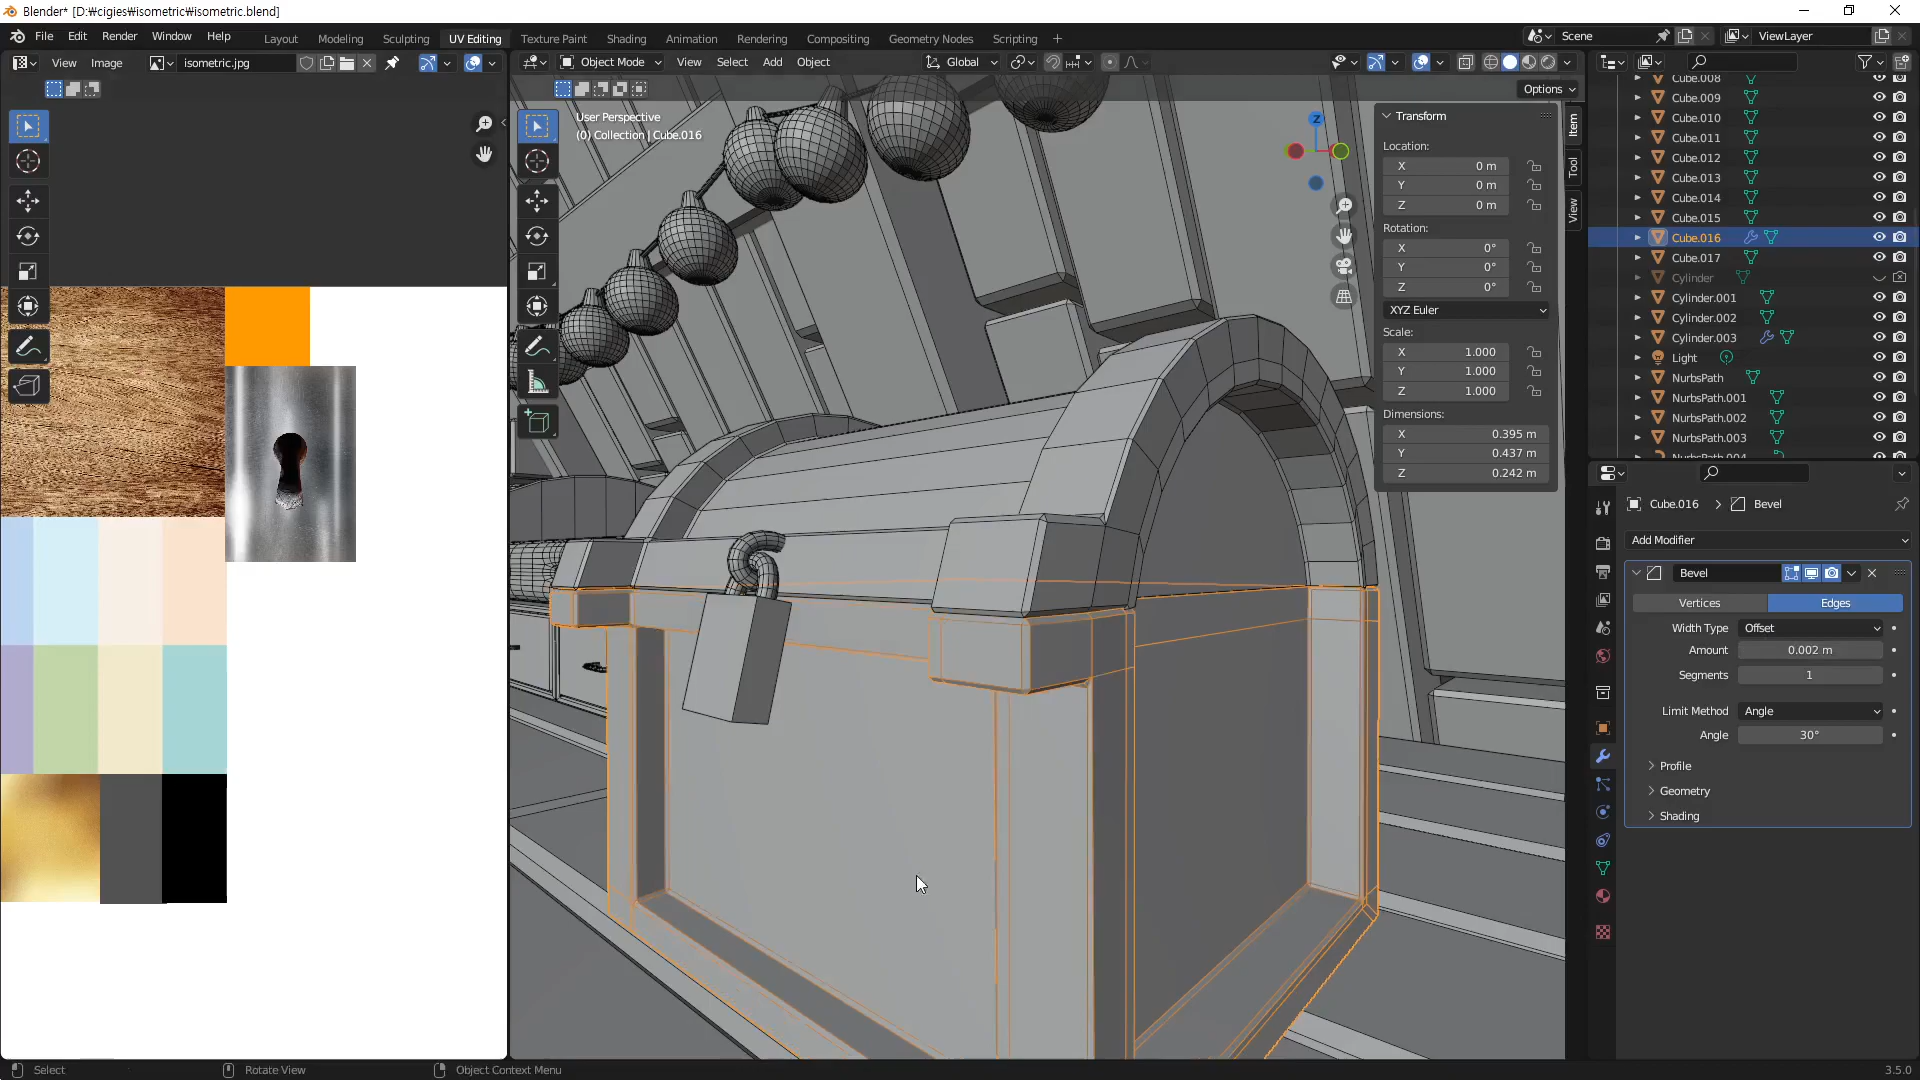 Blender* [D:₩cigies₩isometric₩isometric.blend]
File Edit Render Window Help Layout Modeling Sculpting UV Editing Texture Paint Shading Animation Rendering Compositing Geometry Nodes Scripting + Scene ViewLayer
View Image isometric.jpg Object Mode View Select Add Object Global
Options
User Perspective
(0) Collection | Cube.016
Z
Transform
Location:
X 0 m
Y 0 m
Z 0 m
Rotation:
X 0°
Y 0°
Z 0°
XYZ Euler
Scale:
X 1.000
Y 1.000
Z 1.000
Dimensions:
X 0.395 m
Y 0.437 m
Z 0.242 m
Item
Tool
View
Cube.008
Cube.009
Cube.010
Cube.011
Cube.012
Cube.013
Cube.014
Cube.015
Cube.016
Cube.017
Cylinder
Cylinder.001
Cylinder.002
Cylinder.003
Light
NurbsPath
NurbsPath.001
NurbsPath.002
NurbsPath.003
NurbsPath.004
Cube.016 > Bevel
Add Modifier
Bevel
Vertices Edges
Width Type Offset
Amount 0.002 m
Segments 1
Limit Method Angle
Angle 30°
Profile
Geometry
Shading
Select Rotate View Object Context Menu 3.5.0